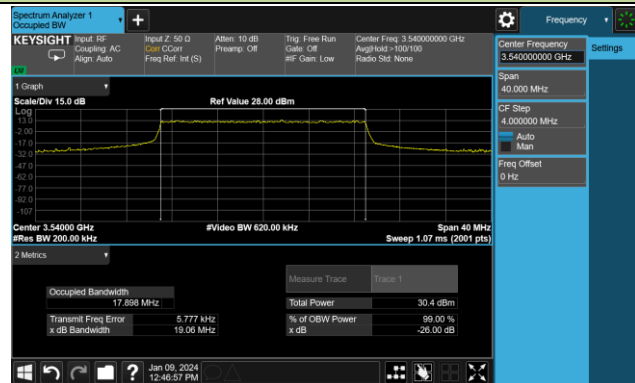 Spectrum Analyzer 1
Occupied BW
Frequency
KEYSIGHT
Input: RF
Coupling: AC
Align: Auto
Input Z: 50 Ω
Corr CCorr
Freq Ref: Int (S)
Atten: 10 dB
Preamp: Off
Trig: Free Run
Gate: Off
#IF Gain: Low
Center Freq: 3.540000000 GHz
Avg|Hold:>100/100
Radio Std: None
Center Frequency
3.540000000 GHz
Settings
Span
40.000 MHz
CF Step
4.000000 MHz
Auto
Man
Freq Offset
0 Hz
1 Graph
Scale/Div 15.0 dB
Ref Value 28.00 dBm
Log
13.0
-2.00
-17.0
-32.0
-47.0
-62.0
-77.0
-92.0
-107
Center 3.54000 GHz
#Video BW 620.00 kHz
Span 40 MHz
#Res BW 200.00 kHz
Sweep 1.07 ms (2001 pts)
2 Metrics
Measure Trace
Trace 1
Occupied Bandwidth
17.898 MHz
Total Power
30.4 dBm
Transmit Freq Error
5.777 kHz
% of OBW Power
99.00 %
x dB Bandwidth
19.06 MHz
x dB
-26.00 dB
Jan 09, 2024
12:46:57 PM